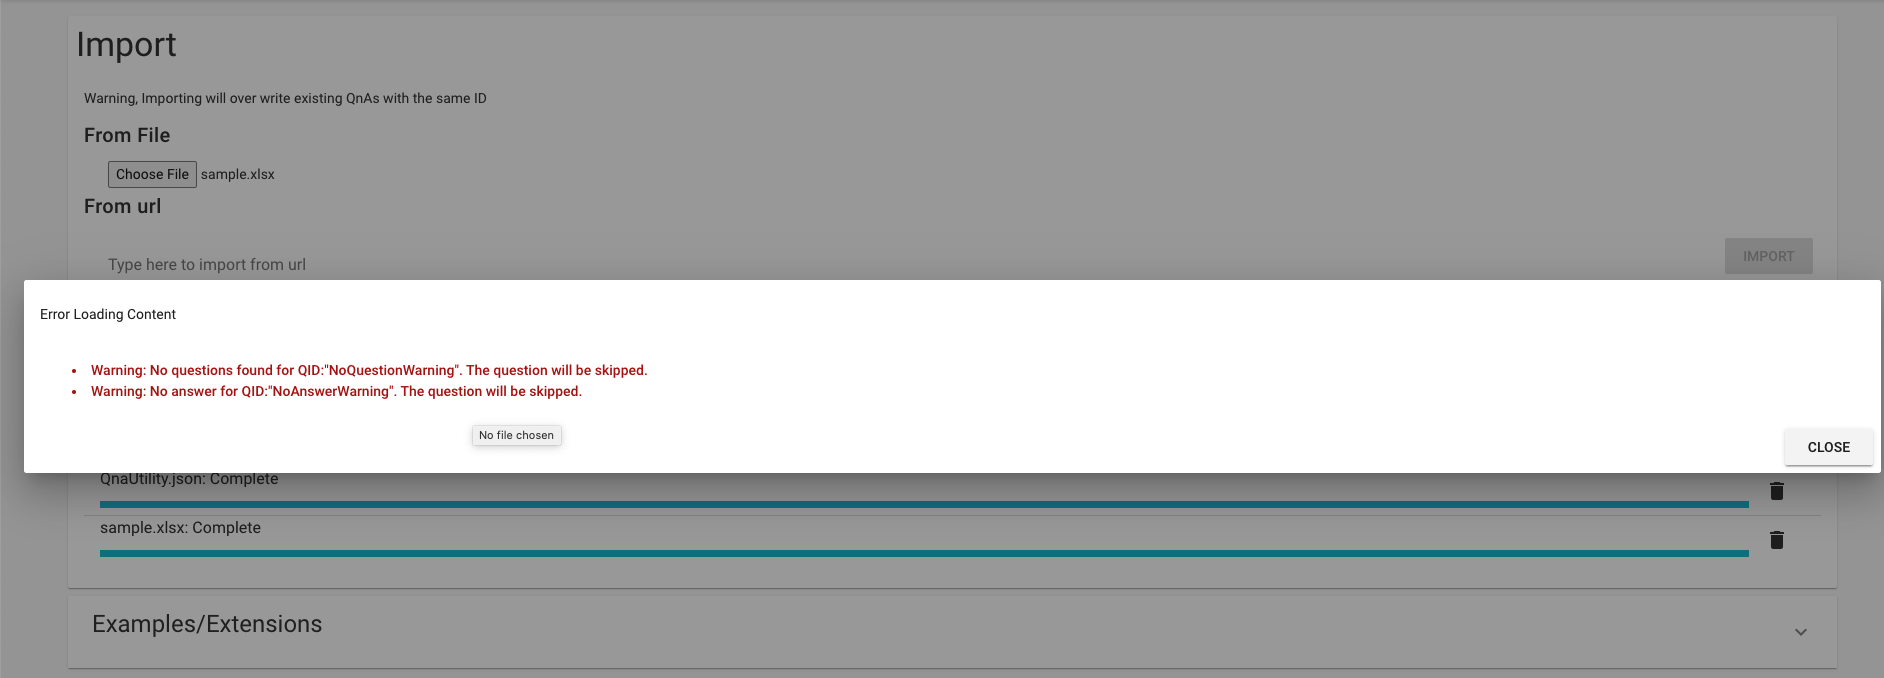 Import
Warning, Importing will over write existing QnAs with the same ID
From File
Choose File sample.xlsx
From url
Type here to import from url
IMPORT
Error Loading Content
Warning: No questions found for QID:"NoQuestionWarning". The question will be skipped.
Warning: No answer for QID:"NoAnswerWarning". The question will be skipped.
No file chosen
CLOSE
QnaUtility.json: Complete
sample.xlsx: Complete
Examples/Extensions